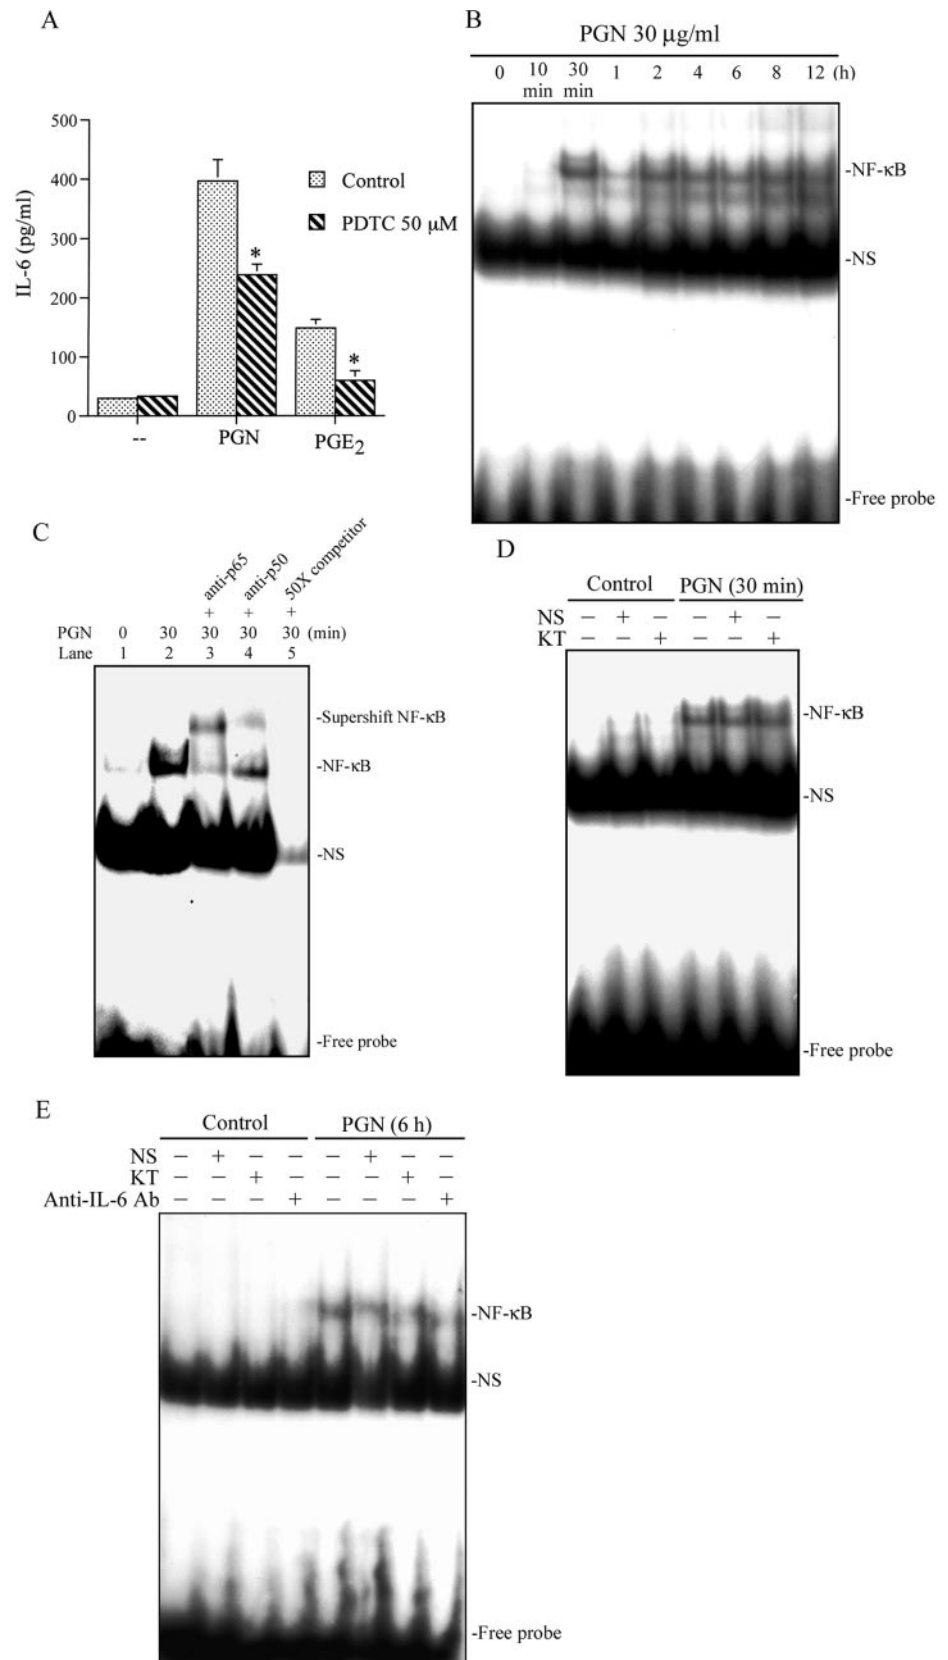 A
500
400
300
200
100
0
IL-6 (pg/ml)
Control
PDTC 50 μM
*
*
--
PGN
PGE2
B
PGN 30 μg/ml
0 10 min 30 min 1 2 4 6 8 12 (h)
-NF-κB
-NS
-Free probe
C
anti-p65
anti-p50
50X competitor
+ + +
PGN 0 30 30 30 30 (min)
Lane 1 2 3 4 5
-Supershift NF-κB
-NF-κB
-NS
-Free probe
D
Control PGN (30 min)
NS − + − − + −
KT − − + − − +
-NF-κB
-NS
-Free probe
E
Control PGN (6 h)
NS − + − − − + − −
KT − − + − − − + −
Anti-IL-6 Ab − − − + − − − +
-NF-κB
-NS
-Free probe